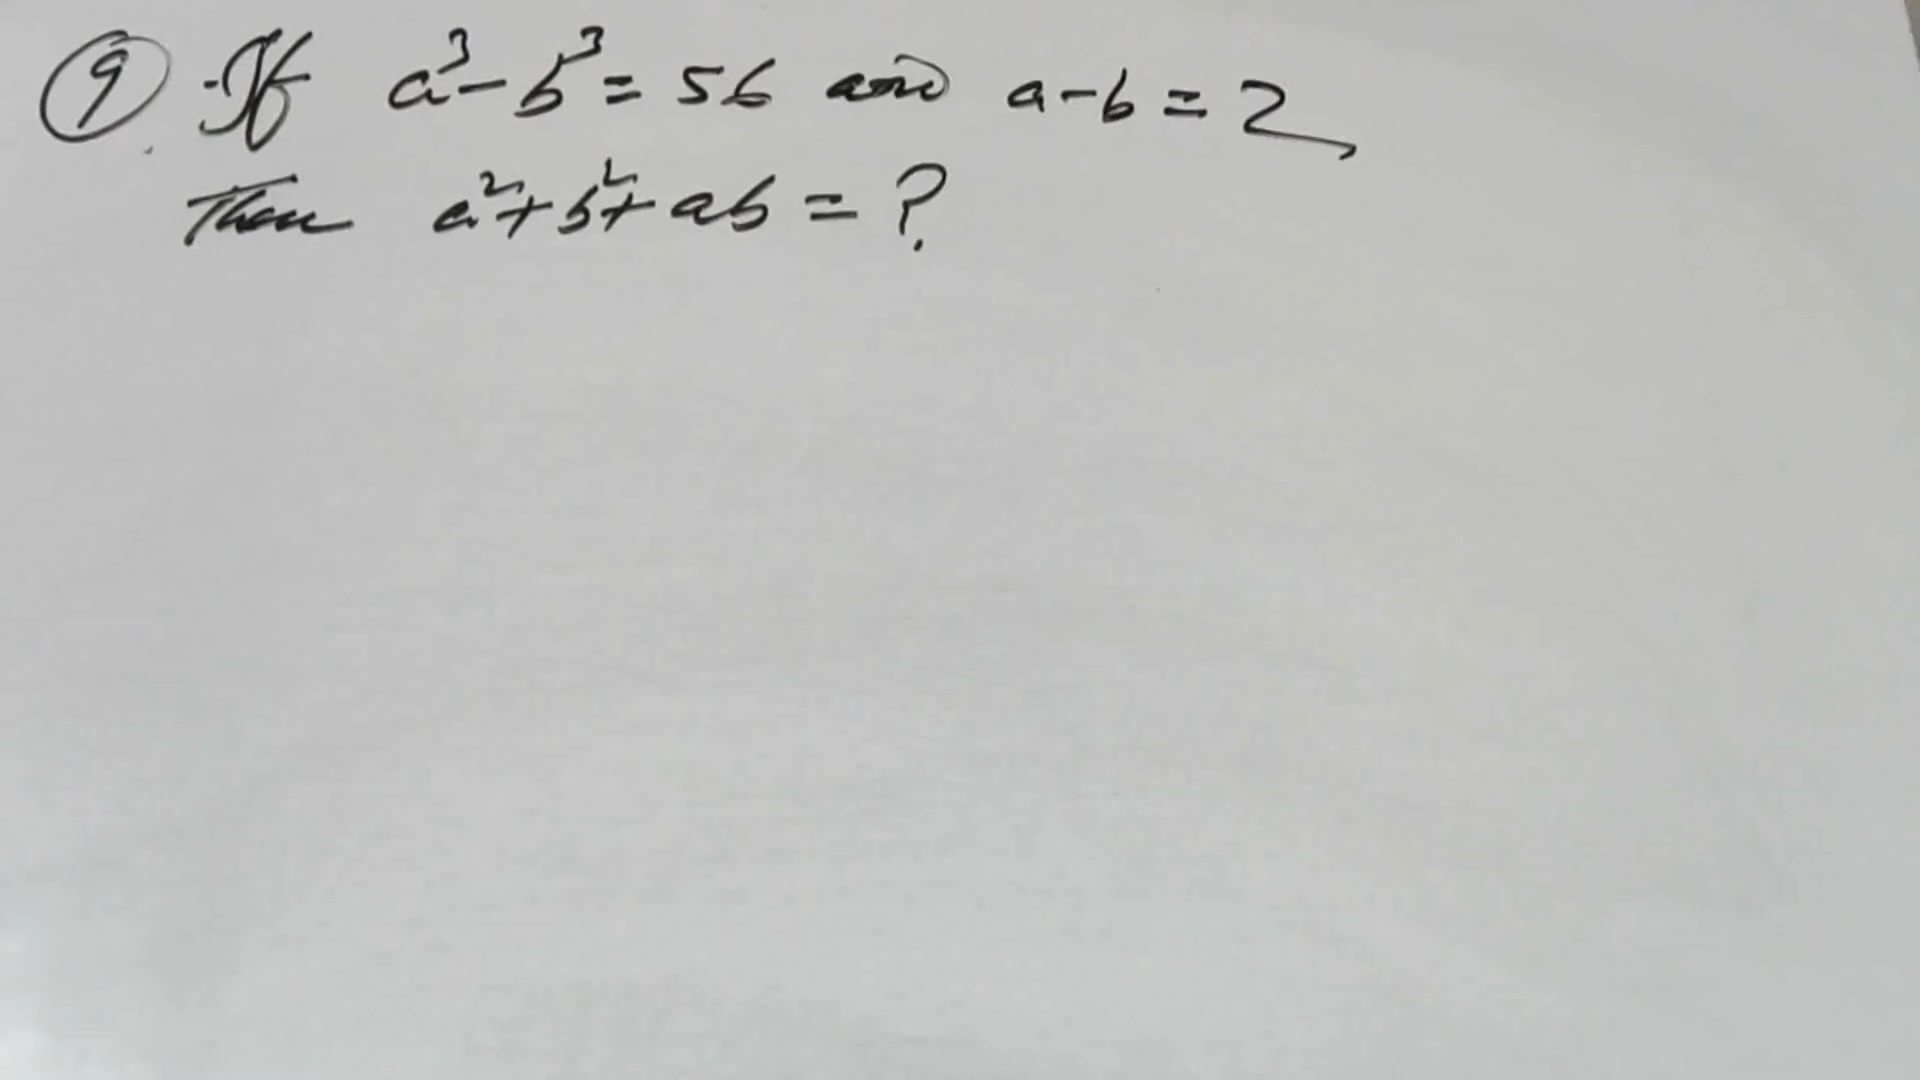 ⑨ If a³-b³=56 and a-b=2,
Then a²+b²+ab=?